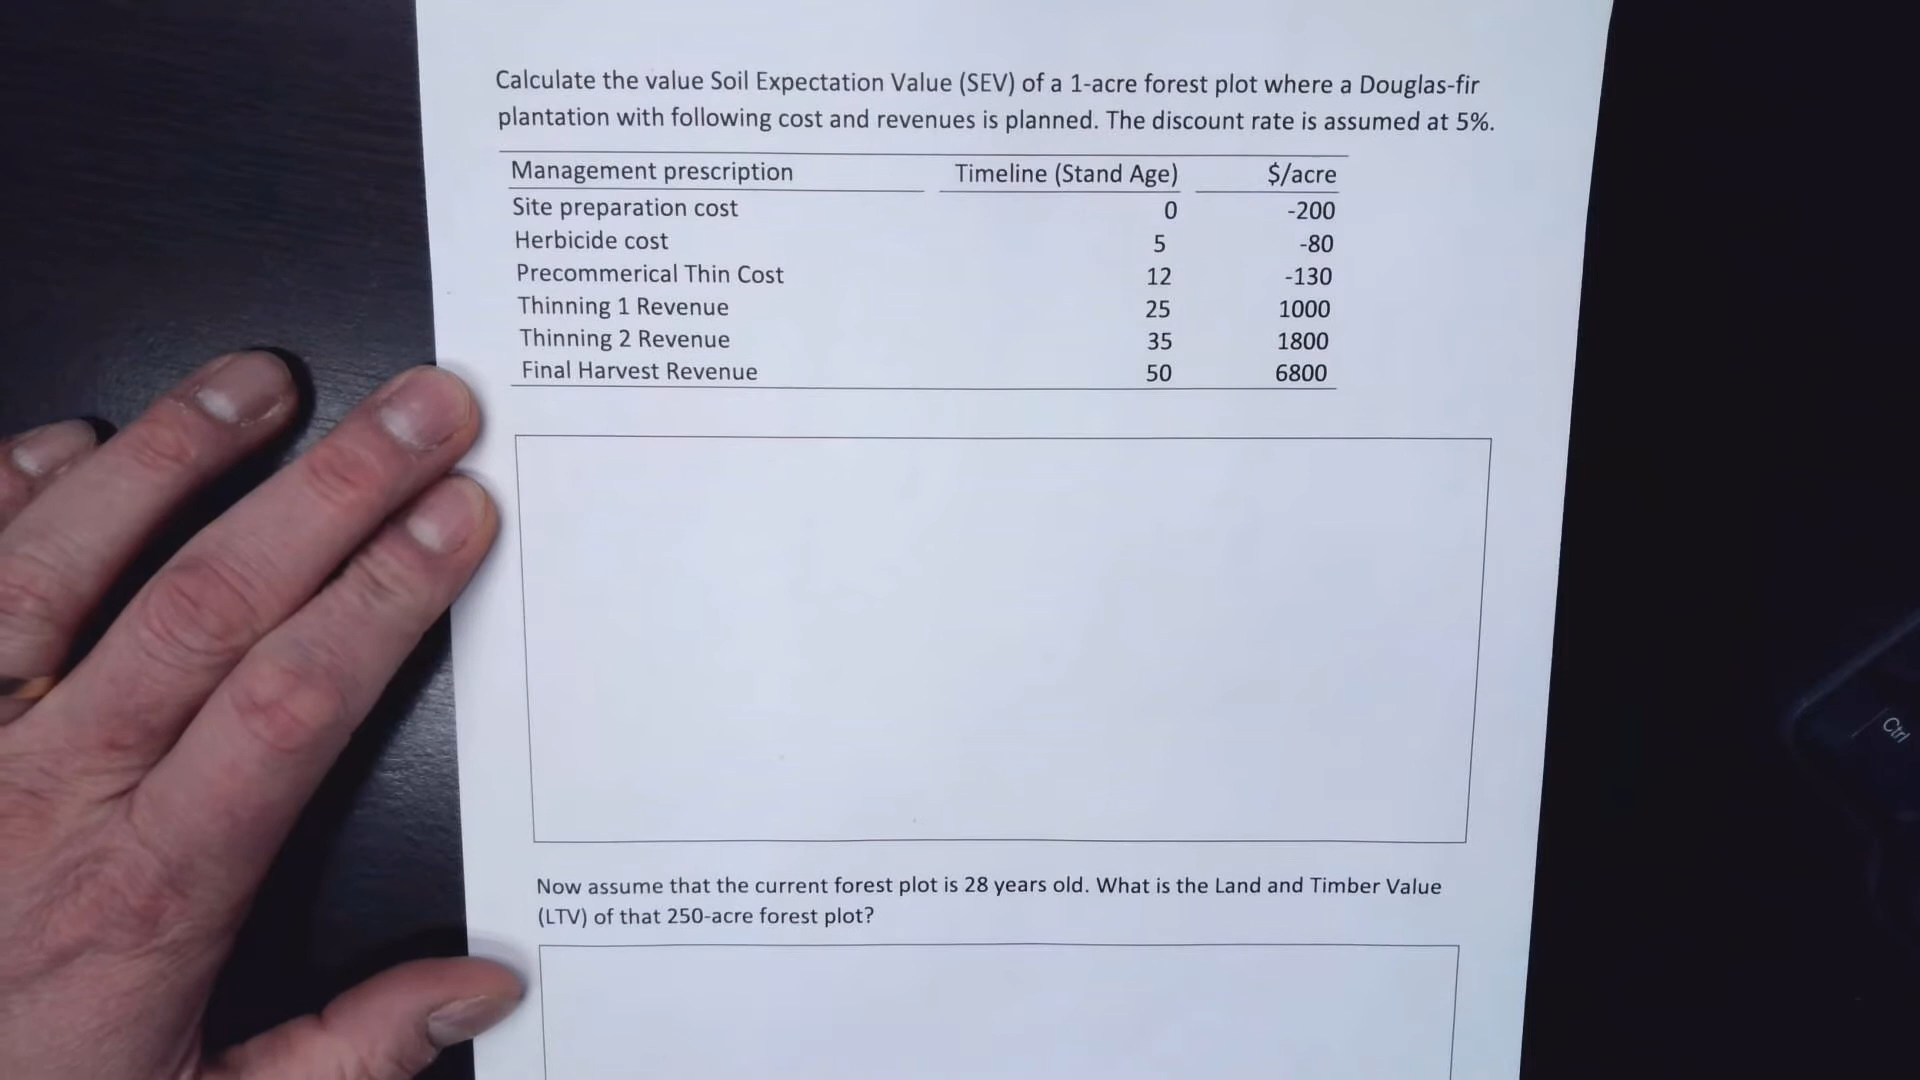 Calculate the value Soil Expectation Value (SEV) of a 1-acre forest plot where a Douglas-fir
plantation with following cost and revenues is planned. The discount rate is assumed at 5%.
Management prescription Timeline (Stand Age) $/acre
Site preparation cost 0 -200
Herbicide cost 5 -80
Precommerical Thin Cost 12 -130
Thinning 1 Revenue 25 1000
Thinning 2 Revenue 35 1800
Final Harvest Revenue 50 6800
Now assume that the current forest plot is 28 years old. What is the Land and Timber Value
(LTV) of that 250-acre forest plot?
Ctrl